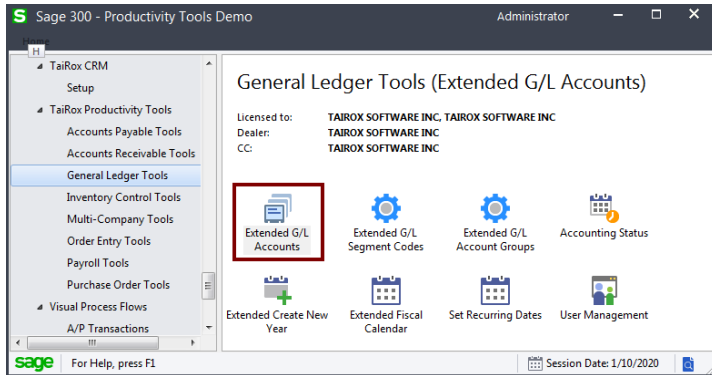 S Sage 300 - Productivity Tools Demo
Administrator
Home
H
TaiRox CRM
Setup
TaiRox Productivity Tools
Accounts Payable Tools
Accounts Receivable Tools
General Ledger Tools
Inventory Control Tools
Multi-Company Tools
Order Entry Tools
Payroll Tools
Purchase Order Tools
Visual Process Flows
A/P Transactions
General Ledger Tools (Extended G/L Accounts)
Licensed to: TAIROX SOFTWARE INC, TAIROX SOFTWARE INC
Dealer: TAIROX SOFTWARE INC
CC: TAIROX SOFTWARE INC
Extended G/L
Accounts
Extended G/L
Segment Codes
Extended G/L
Account Groups
Accounting Status
Extended Create New
Year
Extended Fiscal
Calendar
Set Recurring Dates
User Management
sage For Help, press F1
Session Date: 1/10/2020